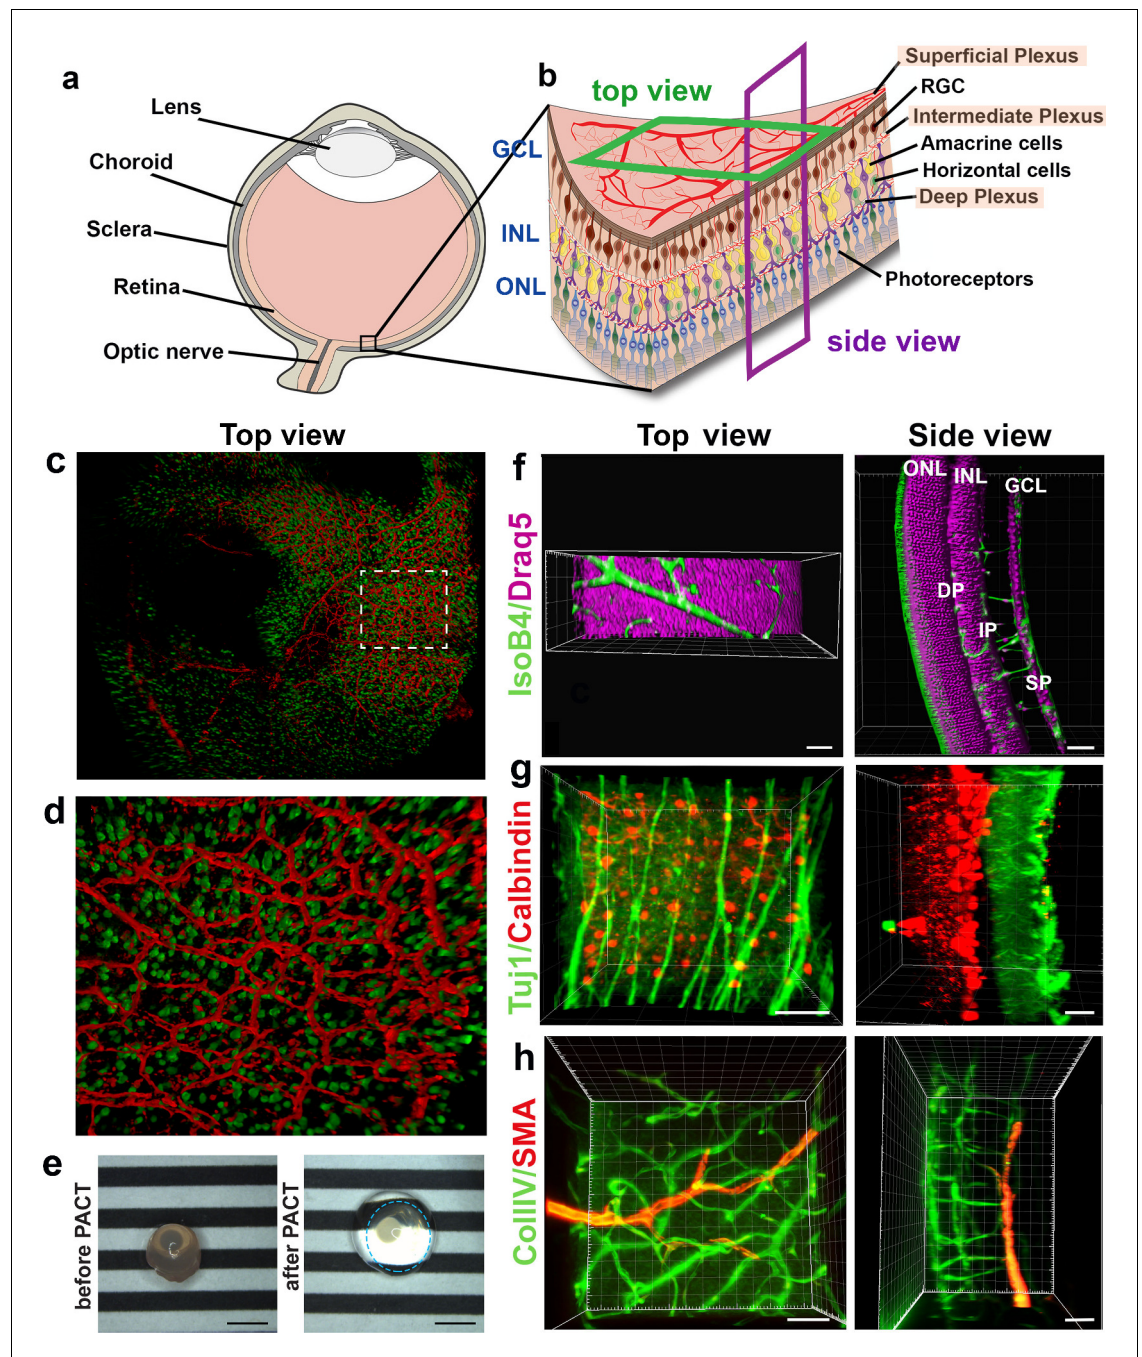 a
Lens
Choroid
Sclera
Retina
Optic nerve
b
top view
GCL
INL
ONL
Superficial Plexus
RGC
Intermediate Plexus
Amacrine cells
Horizontal cells
Deep Plexus
Photoreceptors
side view
Top view
c
d
e
before PACT
after PACT
Top view
Side view
f
IsoB4/Draq5
c
ONL
INL
GCL
DP
IP
SP
g
Tuj1/Calbindin
h
ColIIV/SMA